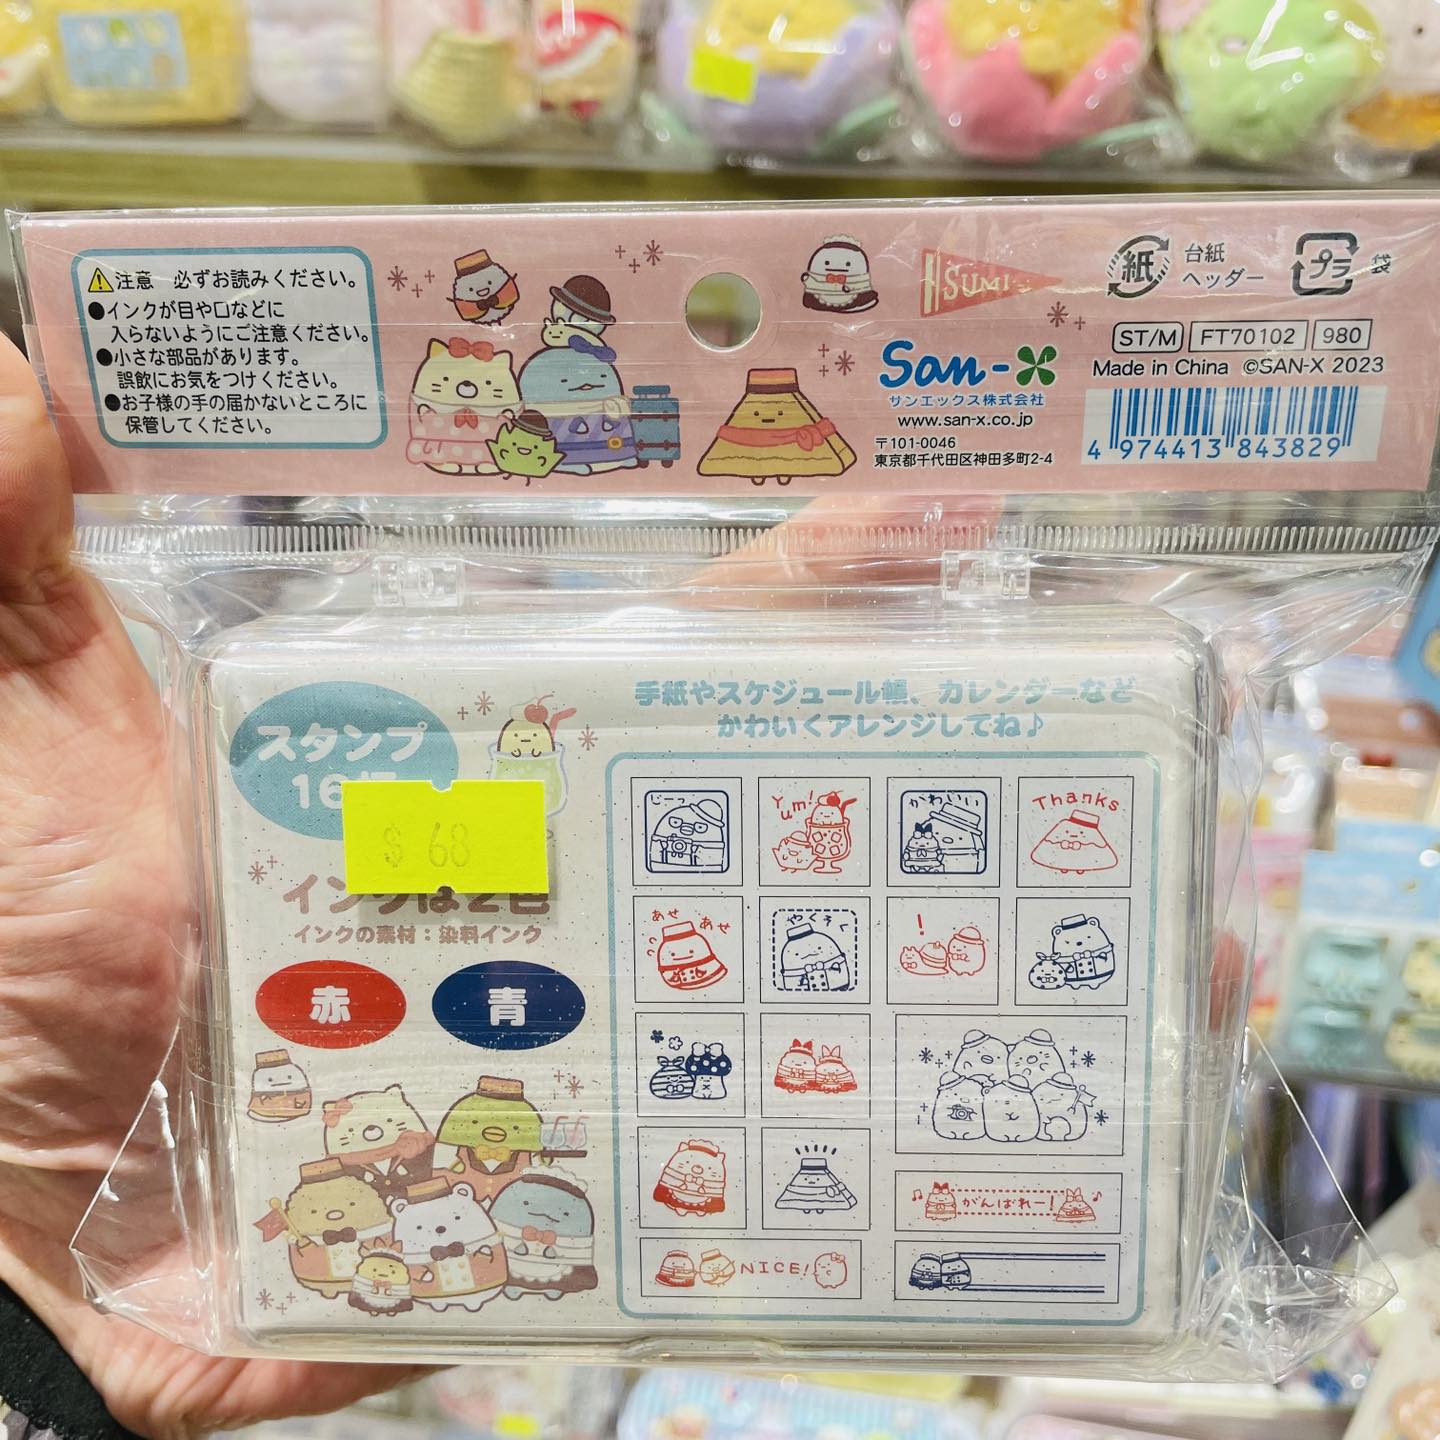 注意 必ずお読みください。
●インクが目や口などに
入らないようにご注意ください。
●小さな部品があります。
誤飲にお気をつけください。
●お子様の手の届かないところに
保管してください。
SUMI
San-X
サンエックス株式会社
www.san-x.co.jp
〒101-0046
東京都千代田区神田多町2-4
紙
台紙
ヘッダー
プラ
袋
ST/M FT70102 980
Made in China ©SAN-X 2023
4 974413 843829
スタンプ
16
$ 68
インクは2色
インクの素材：染料インク
赤
青
手紙やスケジュール帳、カレンダーなど
かわいくアレンジしてね♪
じーっ
Yum!
かわいい
Thanks
あせ あせ
やくそく
!
がんばれー!
NICE!